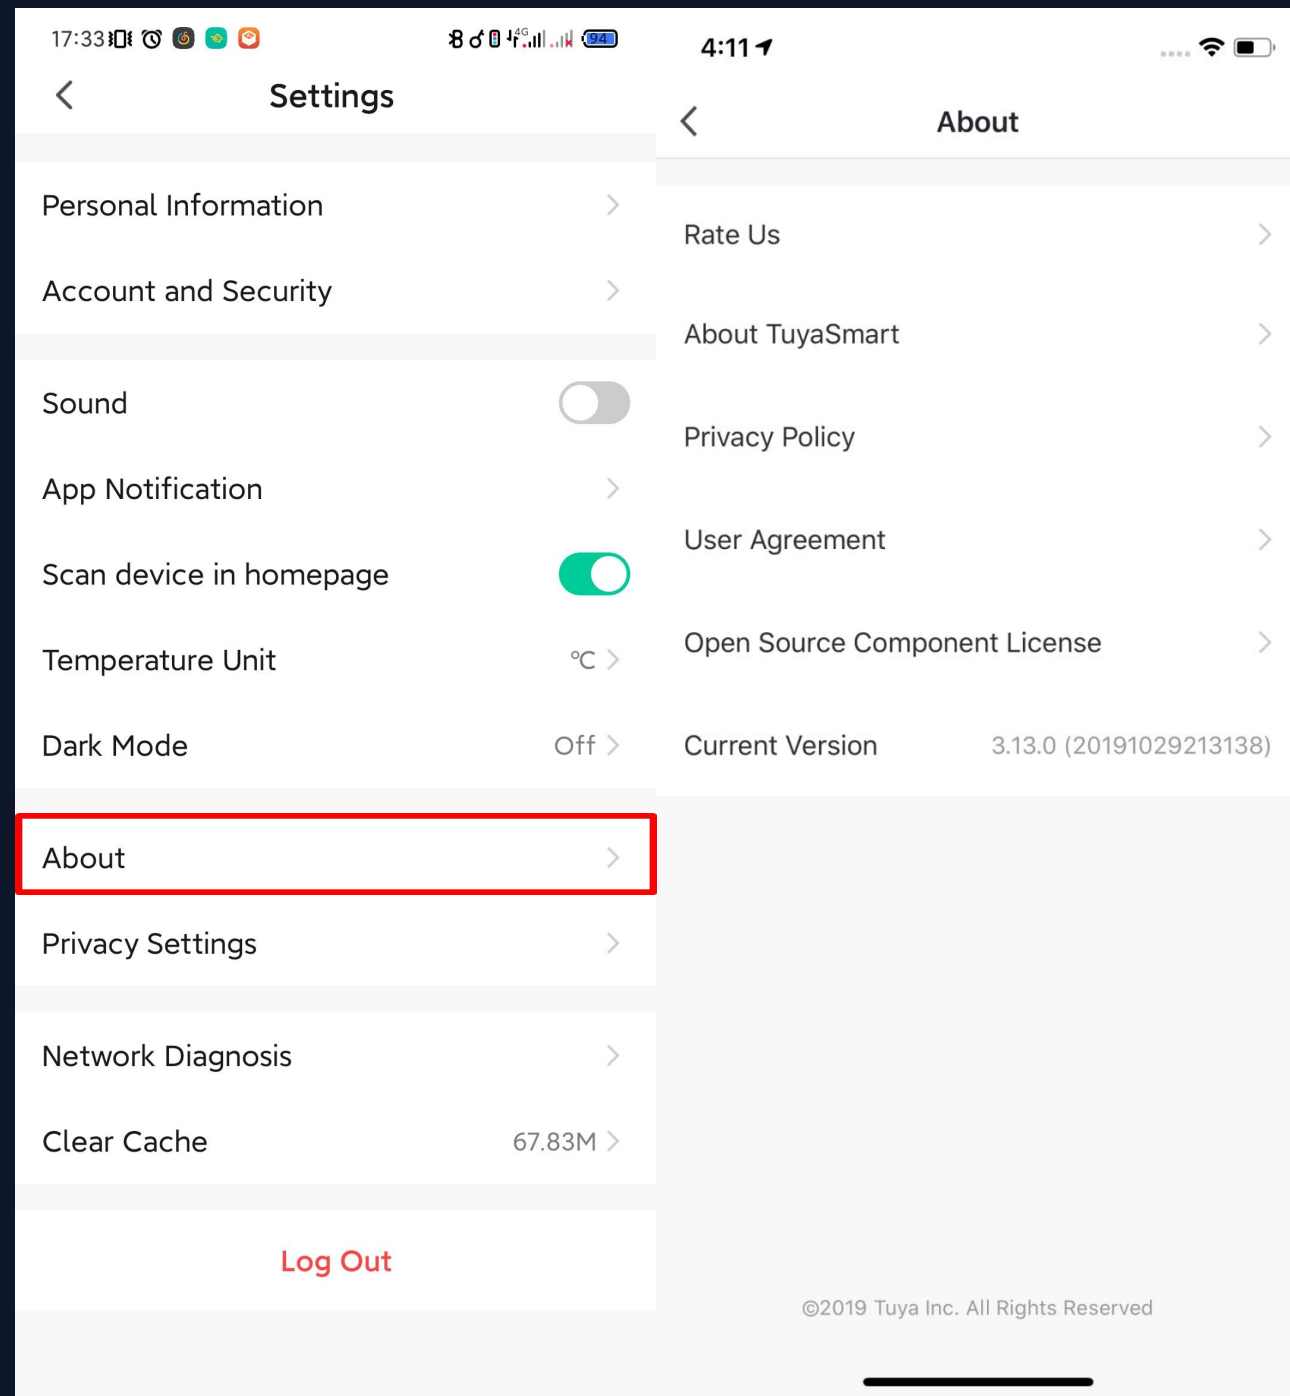 17:33
4G
94
Settings
Personal Information
Account and Security
Sound
App Notification
Scan device in homepage
Temperature Unit
°C
Dark Mode
Off
About
Privacy Settings
Network Diagnosis
Clear Cache
67.83M
Log Out
4:11
About
Rate Us
About TuyaSmart
Privacy Policy
User Agreement
Open Source Component License
Current Version
3.13.0 (20191029213138)
©2019 Tuya Inc. All Rights Reserved